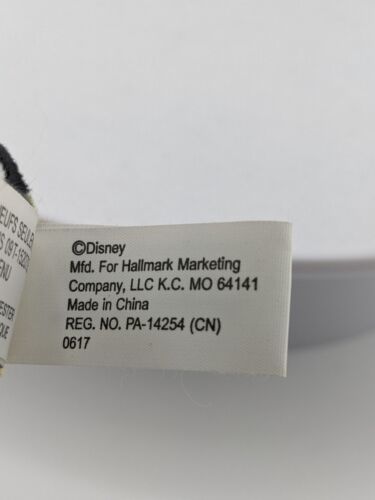 ©Disney
Mfd. For Hallmark Marketing
Company, LLC K.C. MO 64141
Made in China
REG. NO. PA-14254 (CN)
0617